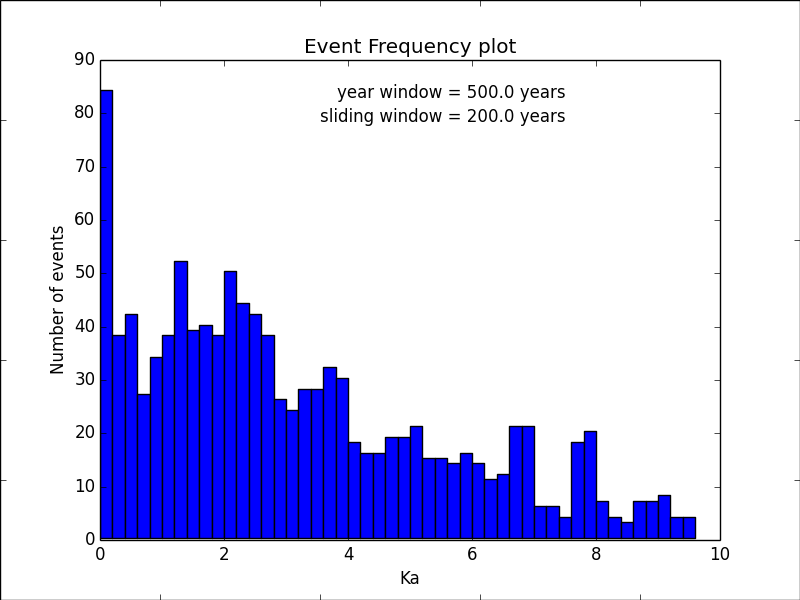 Event Frequency plot
year window = 500.0 years
sliding window = 200.0 years
90
80
70
60
50
40
30
20
10
0
Number of events
0 2 4 6 8 10
Ka